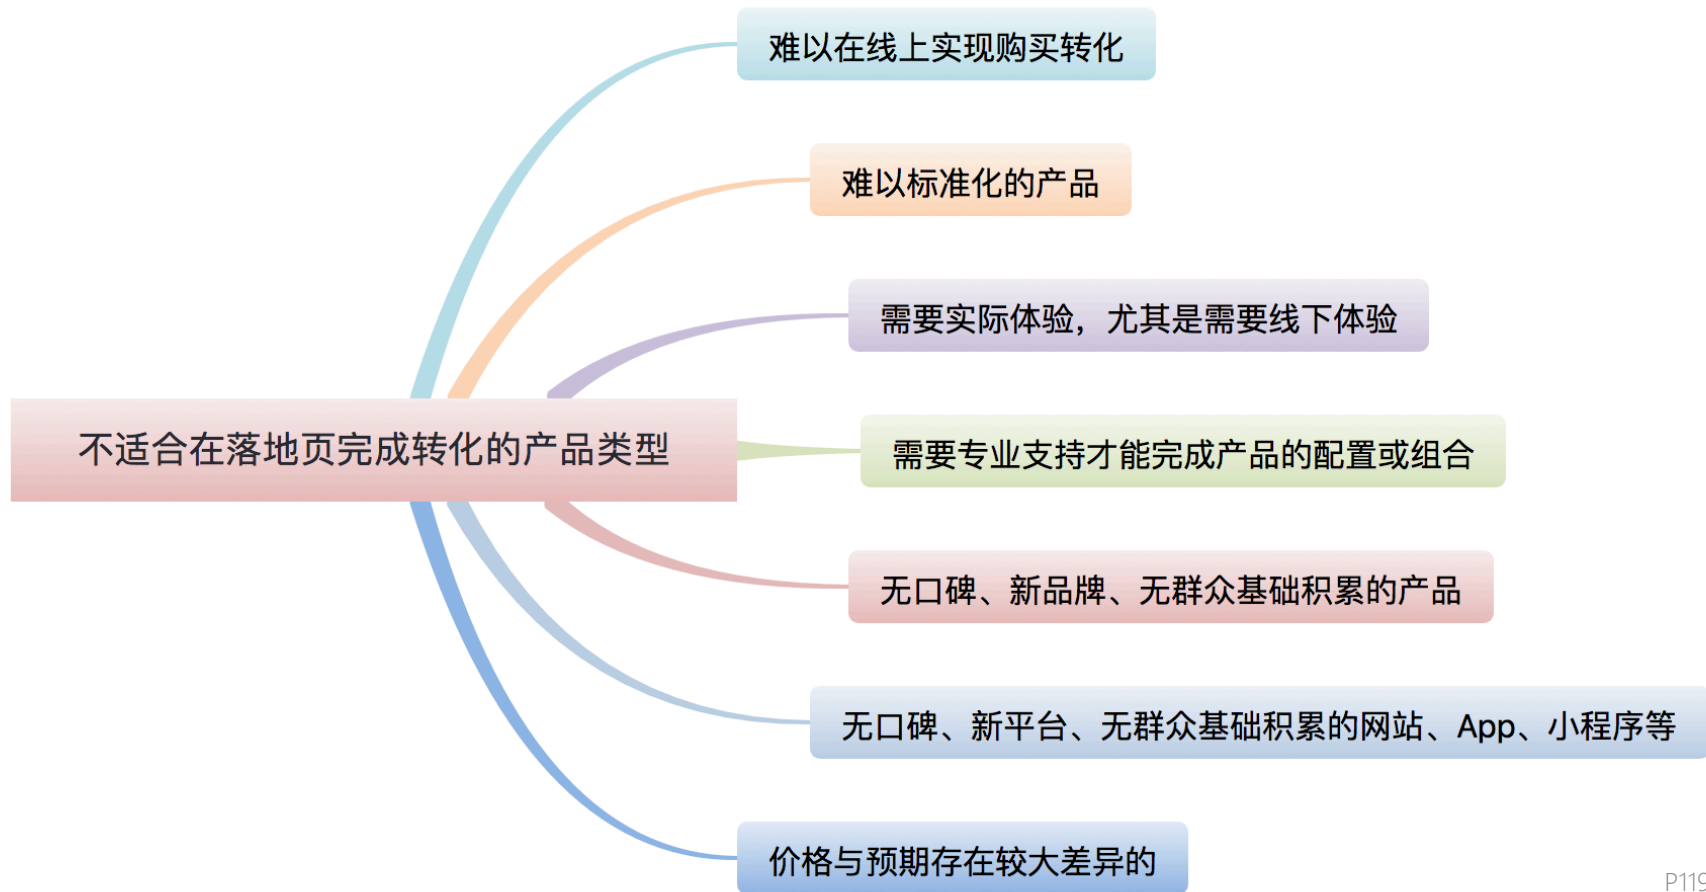 难以在线上实现购买转化
难以标准化的产品
需要实际体验，尤其是需要线下体验
不适合在落地页完成转化的产品类型
需要专业支持才能完成产品的配置或组合
无口碑、新品牌、无群众基础积累的产品
无口碑、新平台、无群众基础积累的网站、App、小程序等
价格与预期存在较大差异的
P119